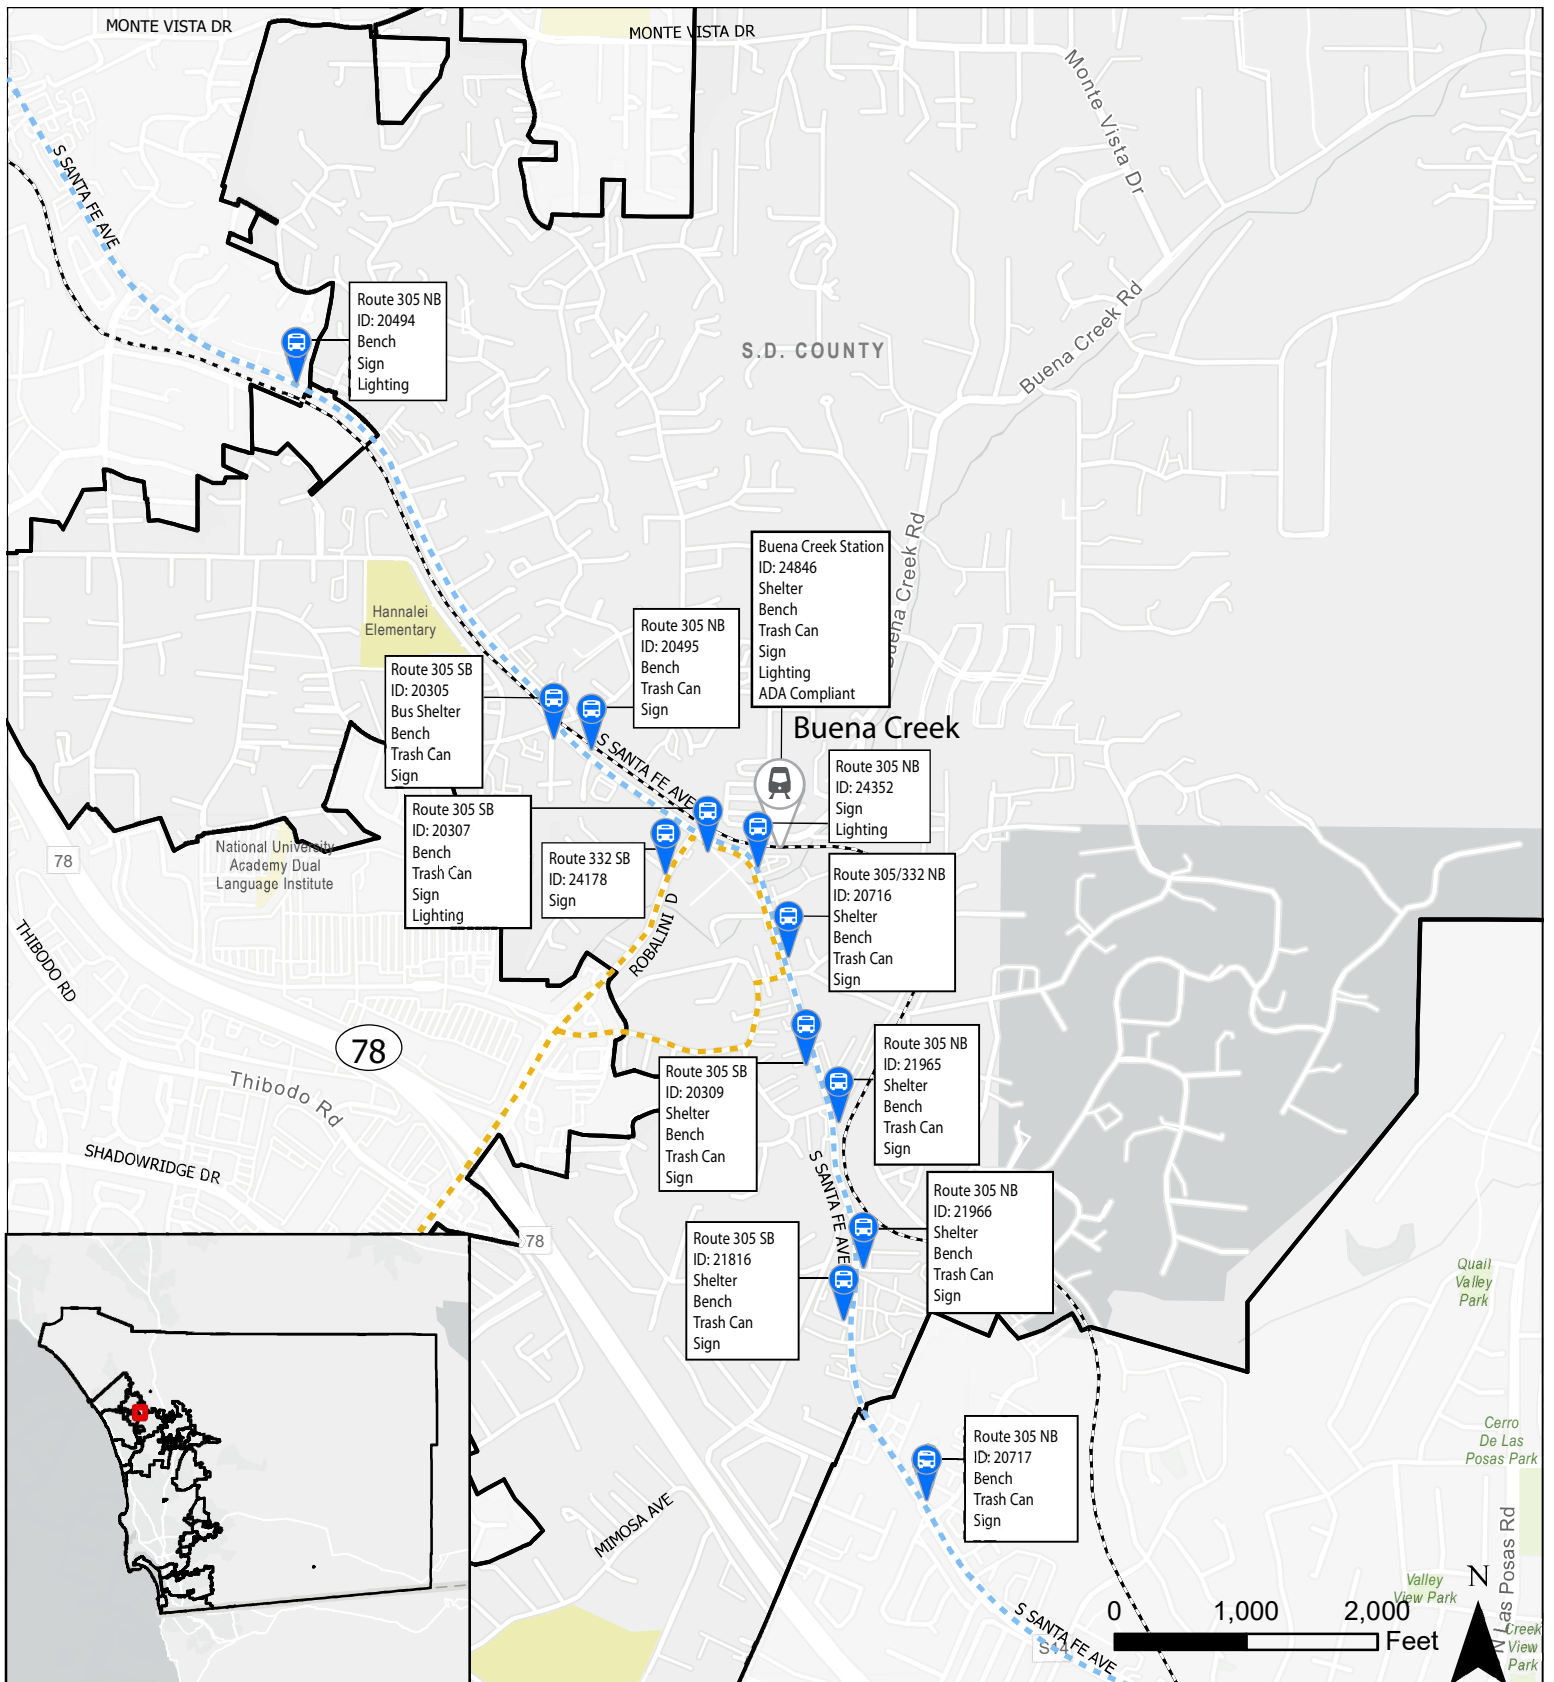 MONTE VISTA DR
MONTE VISTA DR
Monte Vista Dr
S SANTA FE AVE
Route 305 NB
ID: 20494
Bench
Sign
Lighting
S.D. COUNTY
Buena Creek Rd
Buena Creek Rd
Buena Creek Station
ID: 24846
Shelter
Bench
Trash Can
Sign
Lighting
ADA Compliant
Hannalei
Elementary
Route 305 NB
ID: 20495
Bench
Trash Can
Sign
Route 305 SB
ID: 20305
Bus Shelter
Bench
Trash Can
Sign
Buena Creek
S SANTA FE AVE
Route 305 NB
ID: 24352
Sign
Lighting
Route 305 SB
ID: 20307
Bench
Trash Can
Sign
Lighting
Route 332 SB
ID: 24178
Sign
National University
Academy Dual
Language Institute
78
Route 305/332 NB
ID: 20716
Shelter
Bench
Trash Can
Sign
ROBALINI D
THIBODO RD
78
Thibodo Rd
Route 305 NB
ID: 21965
Shelter
Bench
Trash Can
Sign
Route 305 SB
ID: 20309
Shelter
Bench
Trash Can
Sign
SHADOWRIDGE DR
S SANTA FE AVE
Route 305 NB
ID: 21966
Shelter
Bench
Trash Can
Sign
Route 305 SB
ID: 21816
Shelter
Bench
Trash Can
Sign
78
Quail
Valley
Park
Route 305 NB
ID: 20717
Bench
Trash Can
Sign
Cerro
De Las
Posas Park
MIMOSA AVE
N Las Posas Rd
Valley
View Park
N
Creek
View
Park
0 1,000 2,000
Feet
S SANTA FE AVE
S14